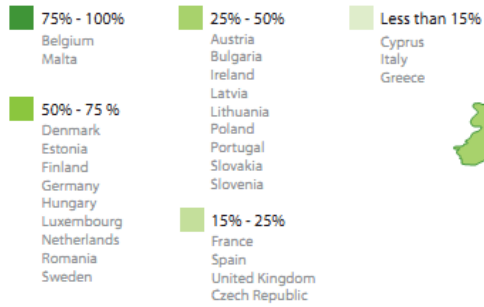 75% - 100%
Belgium
Malta
50% - 75 %
Denmark
Estonia
Finland
Germany
Hungary
Luxembourg
Netherlands
Romania
Sweden
25% - 50%
Austria
Bulgaria
Ireland
Latvia
Lithuania
Poland
Portugal
Slovakia
Slovenia
15% - 25%
France
Spain
United Kingdom
Czech Republic
Less than 15%
Cyprus
Italy
Greece